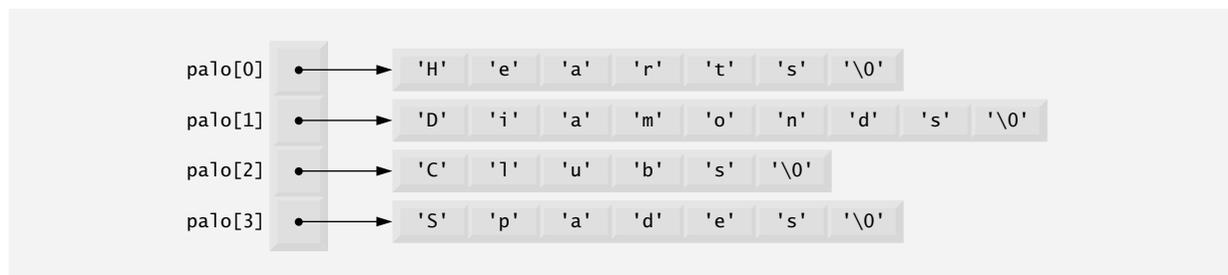 palo[0] 'H' 'e' 'a' 'r' 't' 's' '\0'
palo[1] 'D' 'i' 'a' 'm' 'o' 'n' 'd' 's' '\0'
palo[2] 'C' 'l' 'u' 'b' 's' '\0'
palo[3] 'S' 'p' 'a' 'd' 'e' 's' '\0'